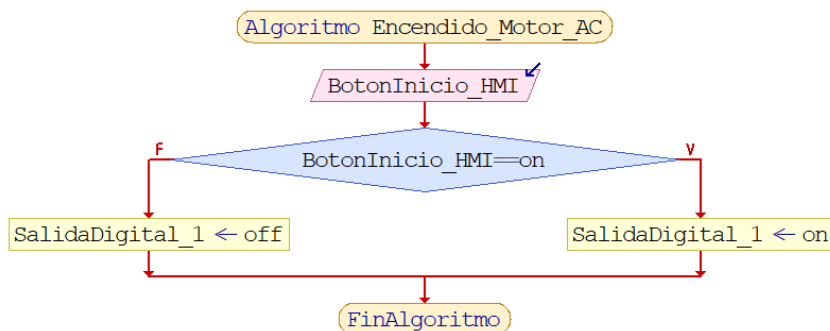 Algoritmo Encendido_Motor_AC
BotonInicio_HMI
BotonInicio_HMI==on
F
V
SalidaDigital_1 ← off
SalidaDigital_1 ← on
FinAlgoritmo